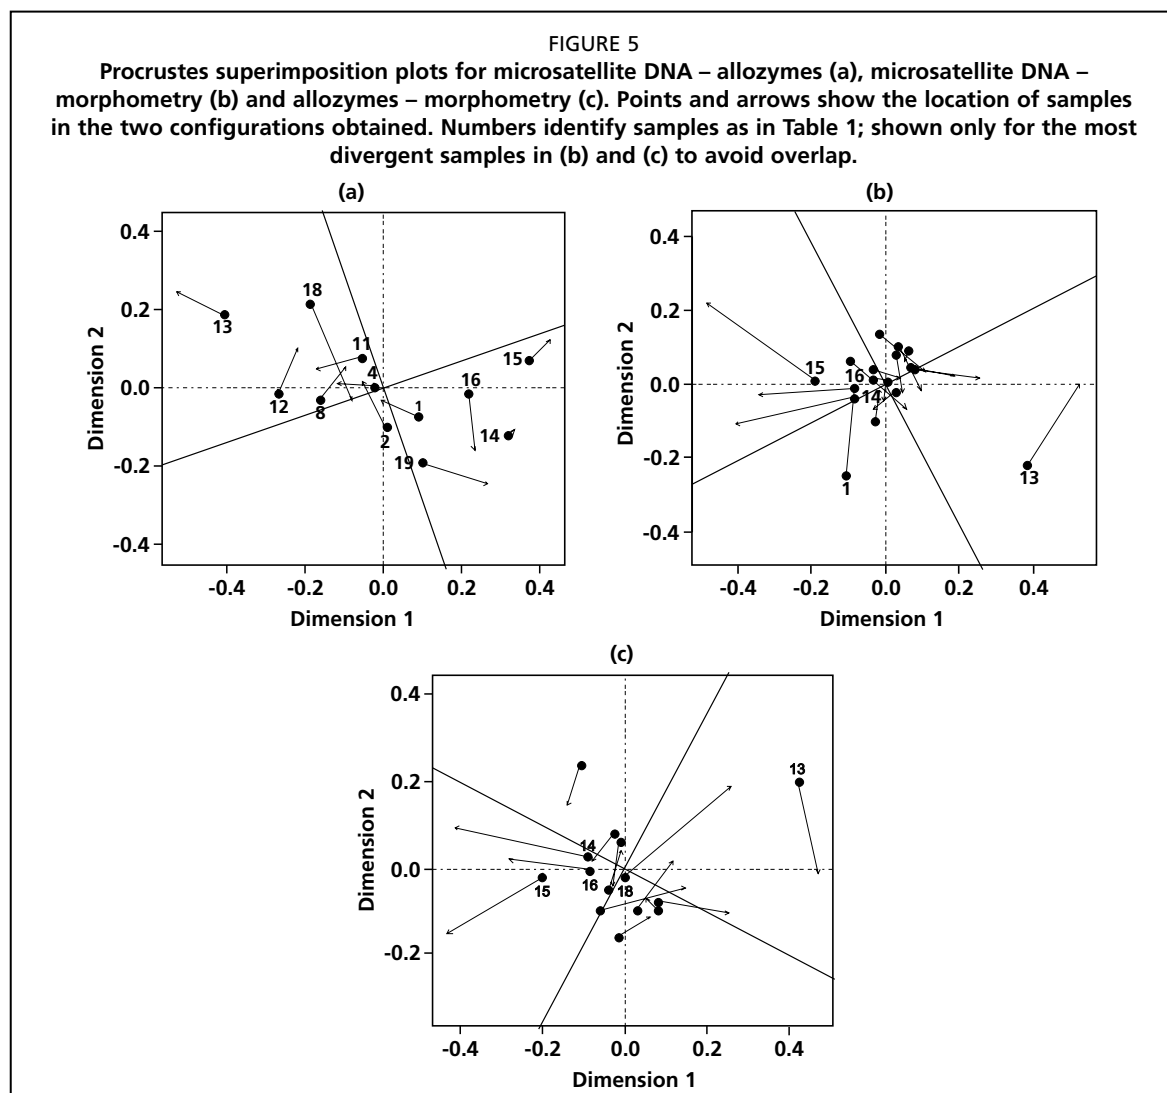 FIGURE 5
Procrustes superimposition plots for microsatellite DNA – allozymes (a), microsatellite DNA –
morphometry (b) and allozymes – morphometry (c). Points and arrows show the location of samples
in the two configurations obtained. Numbers identify samples as in Table 1; shown only for the most
divergent samples in (b) and (c) to avoid overlap.
(a)
0.4
0.2
0.0
-0.2
-0.4
Dimension 2
13
18
11
4
12
8
2
1
19
16
14
15
-0.4 -0.2 0.0 0.2 0.4
Dimension 1
(b)
0.4
0.2
0.0
-0.2
-0.4
Dimension 2
15
16
14
1
13
-0.4 -0.2 0.0 0.2 0.4
Dimension 1
(c)
0.4
0.2
0.0
-0.2
Dimension 2
13
14
16
15
18
-0.4 -0.2 0.0 0.2 0.4
Dimension 1